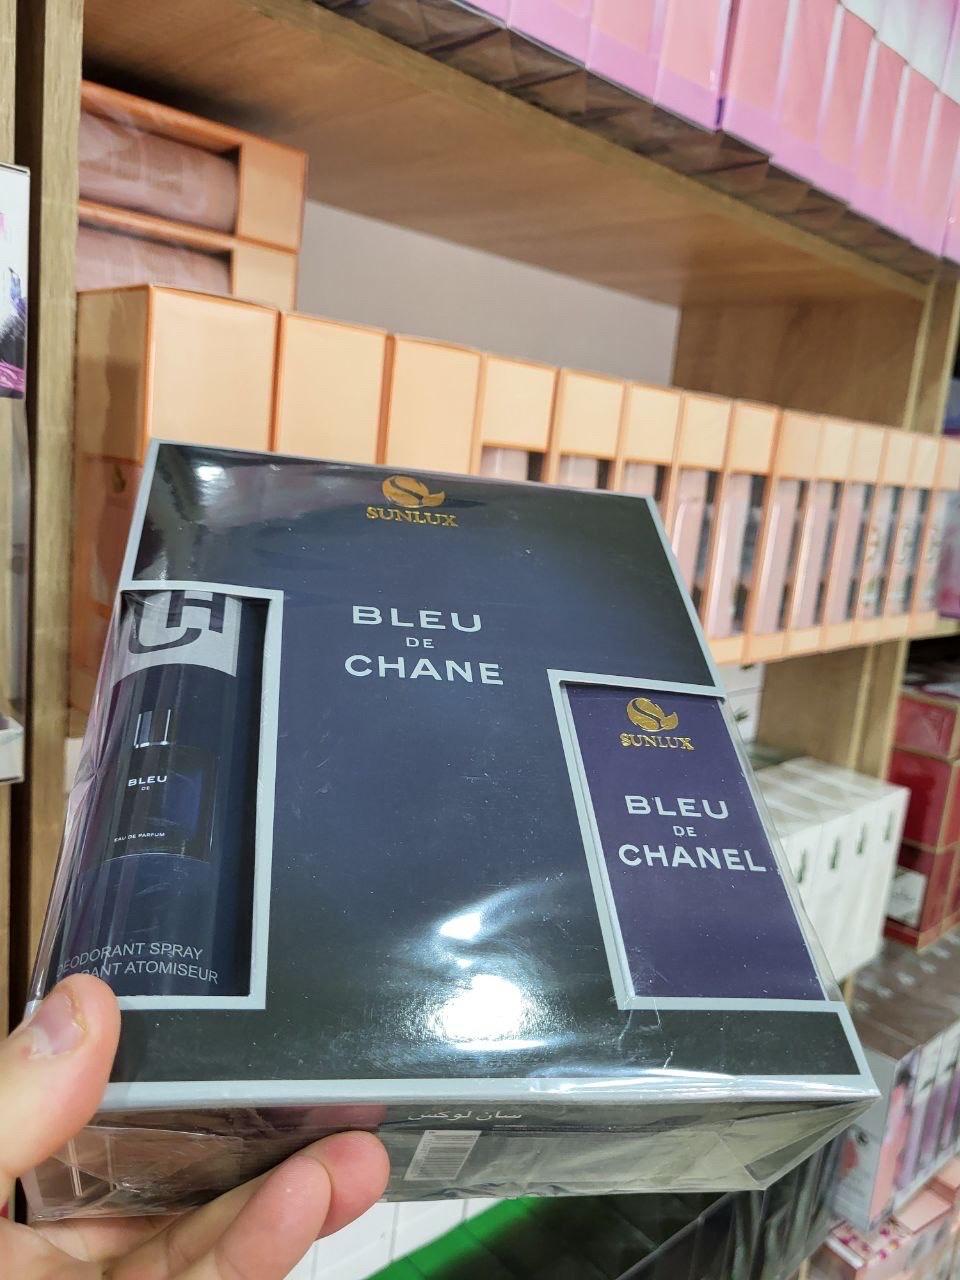 SUNLUX
BLEU
DE
CHANE
BLEU
DE
EAU DE PARFUM
DEODORANT SPRAY
ATOMISEUR
SUNLUX
BLEU
DE
CHANEL
سان لوكس